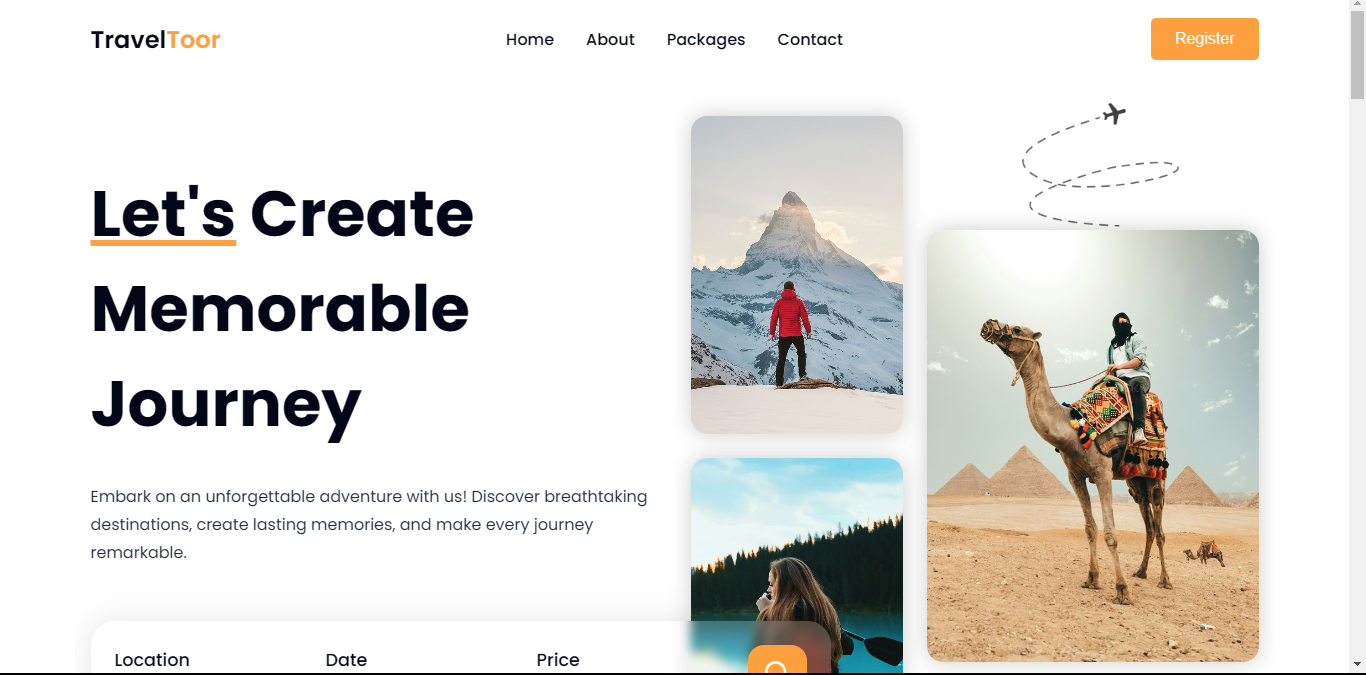 TravelToor
Home
About
Packages
Contact
Register
Let's Create
Memorable
Journey
Embark on an unforgettable adventure with us! Discover breathtaking
destinations, create lasting memories, and make every journey
remarkable.
Location
Date
Price